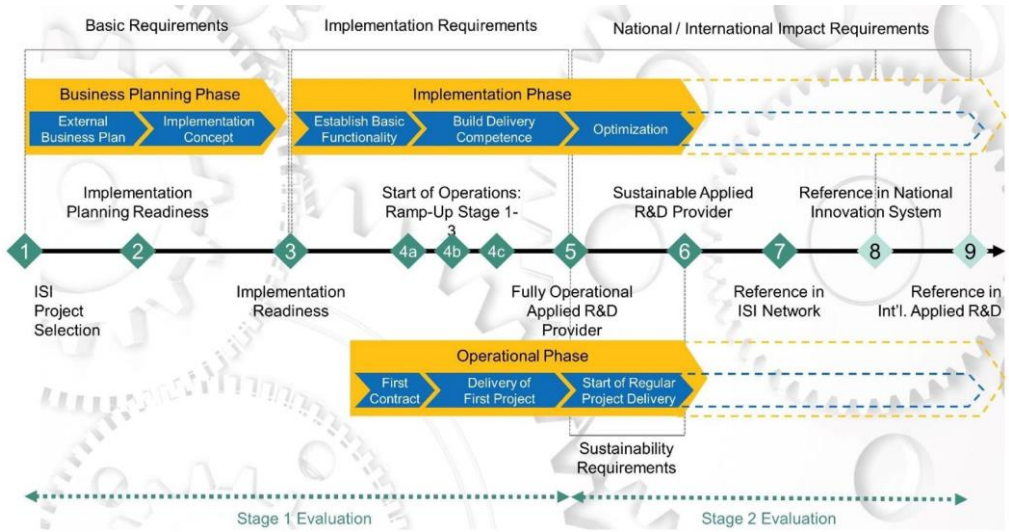 Basic Requirements
Implementation Requirements
National / International Impact Requirements
Business Planning Phase
External
Business Plan
Implementation
Concept
Implementation Phase
Establish Basic
Functionality
Build Delivery
Competence
Optimization
Implementation
Planning Readiness
Start of Operations:
Ramp-Up Stage 1-
3
Sustainable Applied
R&D Provider
Reference in National
Innovation System
1
2
3
4a
4b
4c
5
6
7
8
9
ISI
Project
Selection
Implementation
Readiness
Fully Operational
Applied R&D
Provider
Reference in
ISI Network
Reference in
Int'l. Applied R&D
Operational Phase
First
Contract
Delivery of
First Project
Start of Regular
Project Delivery
Sustainability
Requirements
Stage 1 Evaluation
Stage 2 Evaluation